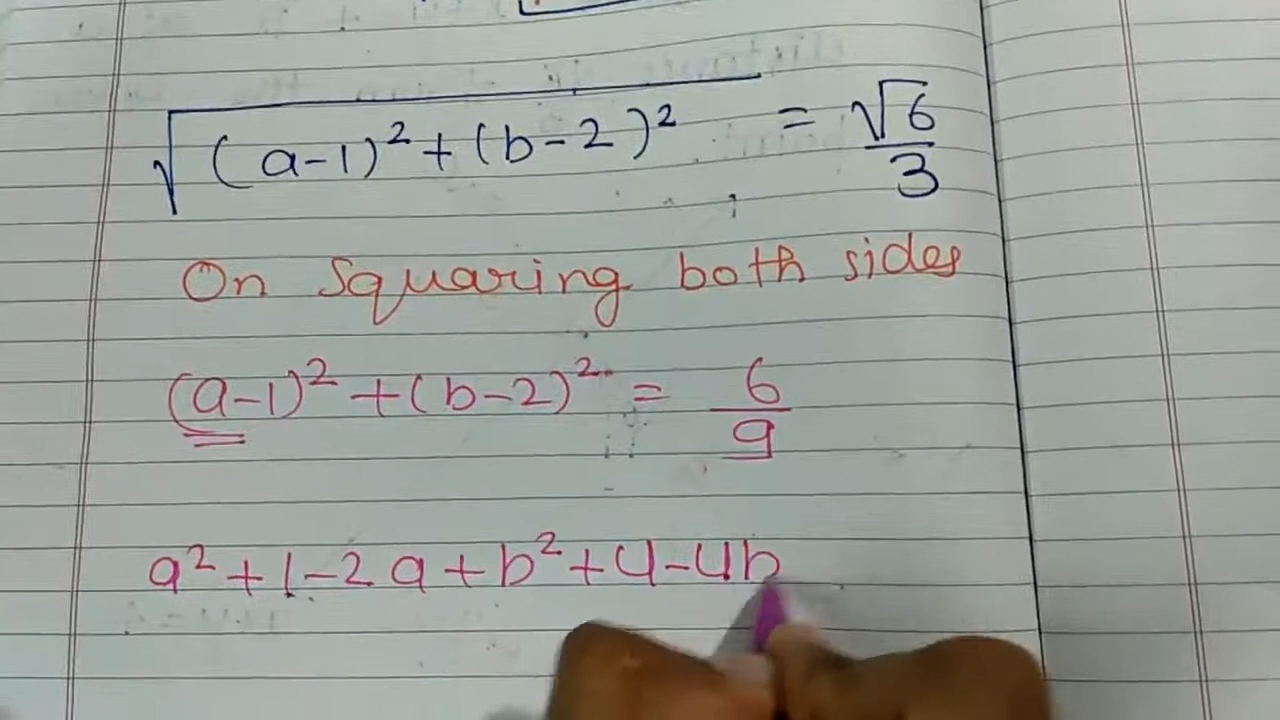 √(a-1)² + (b-2)² = √6/3
On Squaring both sides
(a-1)² + (b-2)² = 6/9
a² + 1 - 2a + b² + 4 - 4b